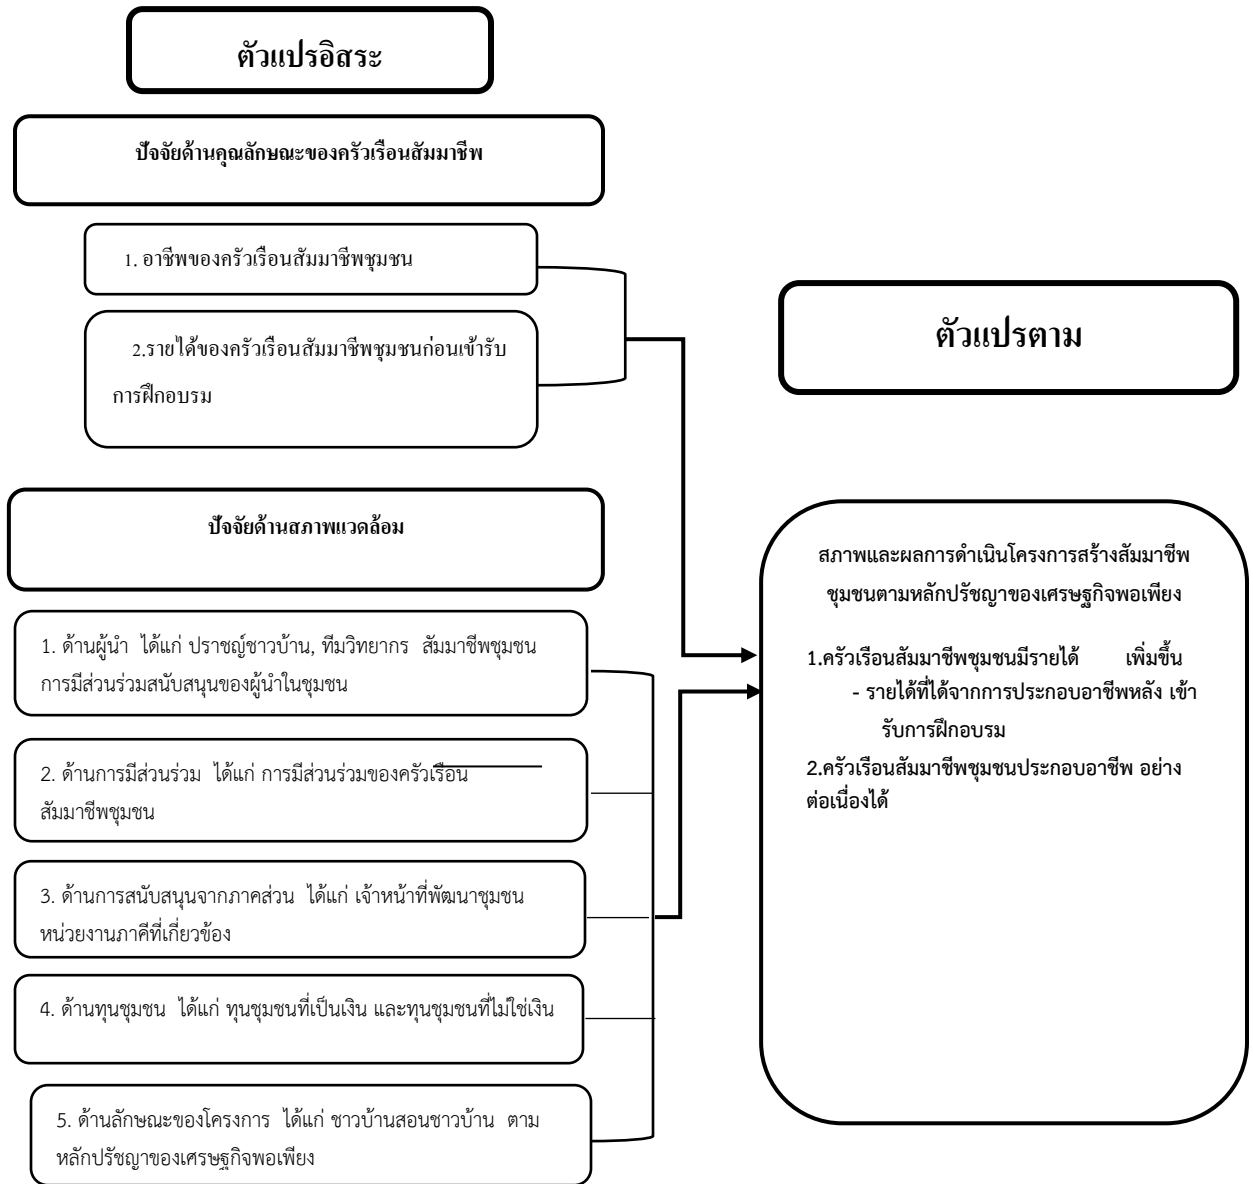 ตัวแปรอิสระ
ปัจจัยด้านคุณลักษณะของครัวเรือนสัมมาชีพ
1. อาชีพของครัวเรือนสัมมาชีพชุมชน
2.รายได้ของครัวเรือนสัมมาชีพชุมชนก่อนเข้ารับ
การฝึกอบรม
ปัจจัยด้านสภาพแวดล้อม
1. ด้านผู้นำ ได้แก่ ปราชญ์ชาวบ้าน, ทีมวิทยากร สัมมาชีพชุมชน
การมีส่วนร่วมสนับสนุนของผู้นำในชุมชน
2. ด้านการมีส่วนร่วม ได้แก่ การมีส่วนร่วมของครัวเรือน
สัมมาชีพชุมชน
3. ด้านการสนับสนุนจากภาคส่วน ได้แก่ เจ้าหน้าที่พัฒนาชุมชน
หน่วยงานภาคีที่เกี่ยวข้อง
4. ด้านทุนชุมชน ได้แก่ ทุนชุมชนที่เป็นเงิน และทุนชุมชนที่ไม่ใช่เงิน
5. ด้านลักษณะของโครงการ ได้แก่ ชาวบ้านสอนชาวบ้าน ตาม
หลักปรัชญาของเศรษฐกิจพอเพียง
ตัวแปรตาม
สภาพและผลการดำเนินโครงการสร้างสัมมาชีพ
ชุมชนตามหลักปรัชญาของเศรษฐกิจพอเพียง
1.ครัวเรือนสัมมาชีพชุมชนมีรายได้ เพิ่มขึ้น
- รายได้ที่ได้จากการประกอบอาชีพหลัง เข้า
รับการฝึกอบรม
2.ครัวเรือนสัมมาชีพชุมชนประกอบอาชีพ อย่าง
ต่อเนื่องได้